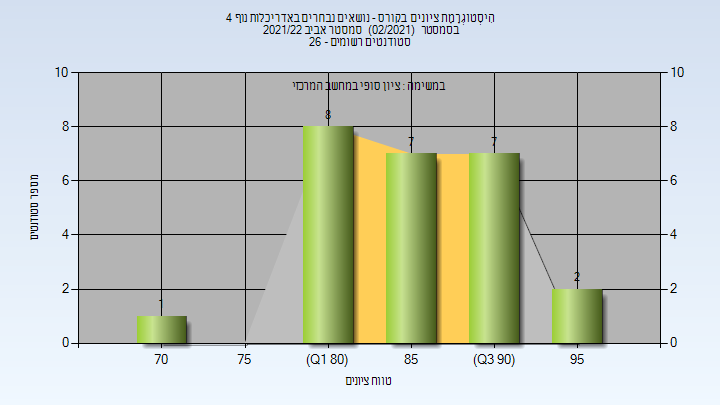 היסטוגרמת ציונים בקורס - נושאים נבחרים באדריכלות נוף 4
בסמסטר (02/2021) סמסטר אביב 2021/22
סטודנטים רשומים - 26
במשימה : ציון סופי במחשב המרכזי
10
8
6
4
2
0
10
8
6
4
2
0
מספר סטודנטים
1
8
7
7
2
70
75
(Q1 80)
85
(Q3 90)
95
טווח ציונים